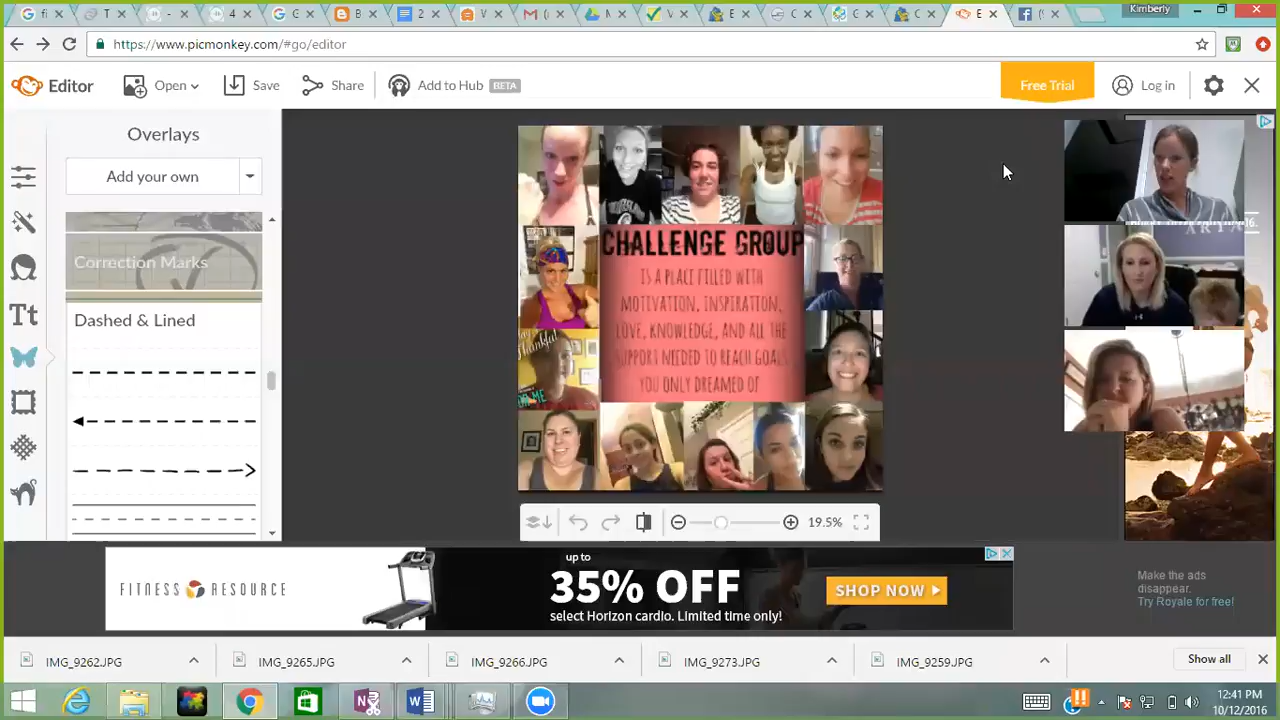 Kimberly
https://www.picmonkey.com/#go/editor
Editor
Open
Save
Share
Add to Hub BETA
Free Trial
Log in
Overlays
Add your own
Correction Marks
Dashed & Lined
CHALLENGE GROUP
IS A PLACE FILLED WITH
MOTIVATION, INSPIRATION,
LOVE, KNOWLEDGE, AND ALL THE
SUPPORT NEEDED TO REACH GOALS
YOU ONLY DREAMED OF
Thankful
OR ME
16.
19.5%
FITNESS RESOURCE
up to
35% OFF
select Horizon cardio. Limited time only!
SHOP NOW
Make the ads
disappear.
Try Royale for free!
IMG_9262.JPG
IMG_9265.JPG
IMG_9266.JPG
IMG_9273.JPG
IMG_9259.JPG
Show all
12:41 PM
10/12/2016